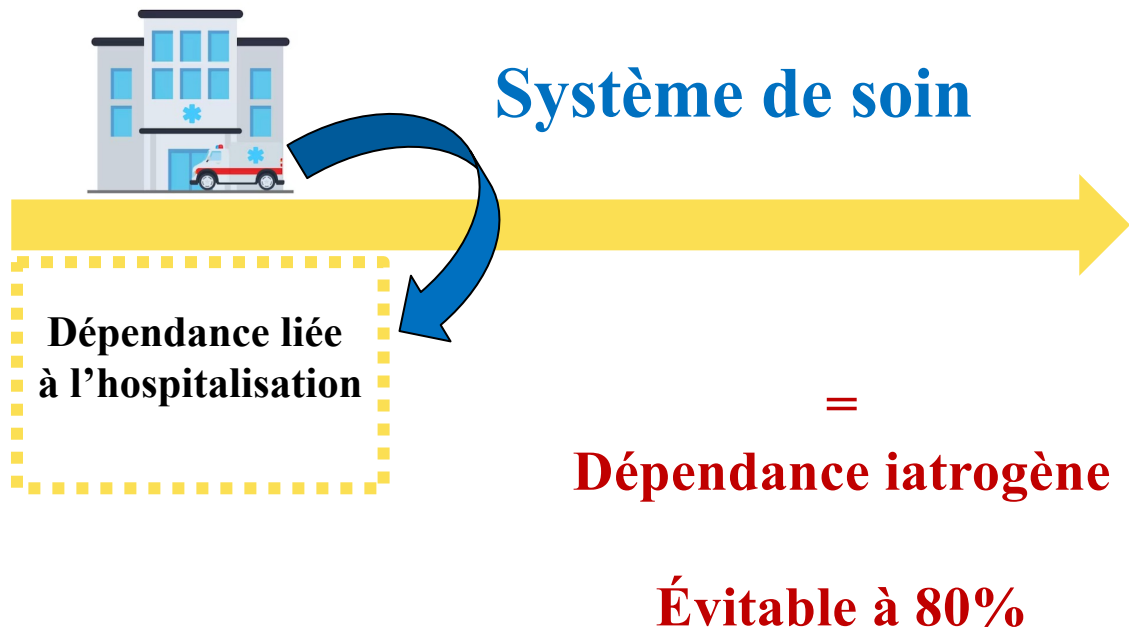 Système de soin
Dépendance liée
à l’hospitalisation
=
Dépendance iatrogène
Évitable à 80%